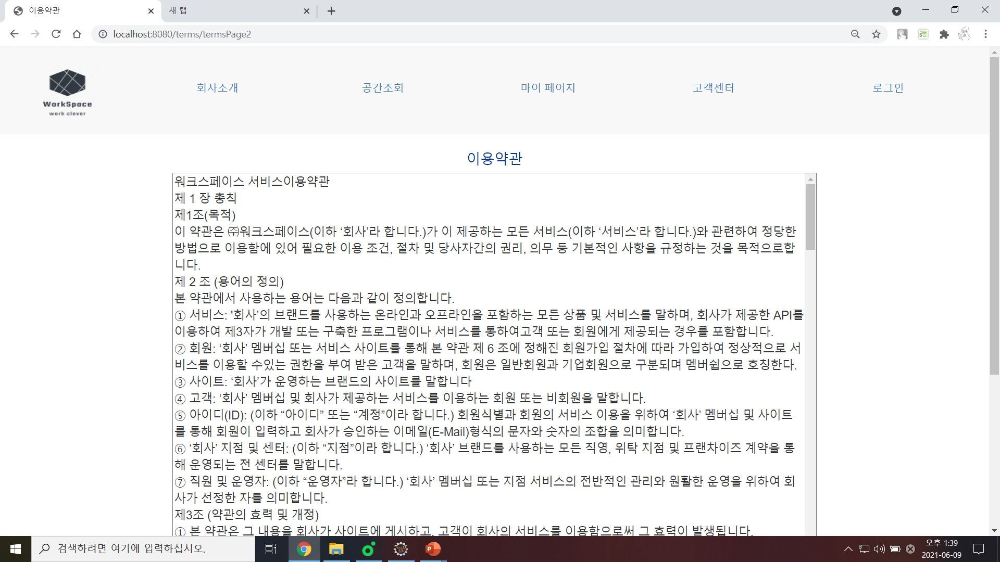 이용약관
새 탭
localhost:8080/terms/termsPage2
WorkSpace
work clever
회사소개
공간조회
마이 페이지
고객센터
로그인
이용약관
워크스페이스 서비스이용약관
제 1 장 총칙
제1조(목적)
이 약관은 ㈜워크스페이스(이하 ‘회사’라 합니다.)가 이 제공하는 모든 서비스(이하 ‘서비스’라 합니다.)와 관련하여 정당한
방법으로 이용함에 있어 필요한 이용 조건, 절차 및 당사자간의 권리, 의무 등 기본적인 사항을 규정하는 것을 목적으로합
니다.
제 2 조 (용어의 정의)
본 약관에서 사용하는 용어는 다음과 같이 정의합니다.
① 서비스: '회사’의 브랜드를 사용하는 온라인과 오프라인을 포함하는 모든 상품 및 서비스를 말하며, 회사가 제공한 API를
이용하여 제3자가 개발 또는 구축한 프로그램이나 서비스를 통하여고객 또는 회원에게 제공되는 경우를 포함합니다.
② 회원: ‘회사’ 멤버십 또는 서비스 사이트를 통해 본 약관 제 6 조에 정해진 회원가입 절차에 따라 가입하여 정상적으로 서
비스를 이용할 수있는 권한을 부여 받은 고객을 말하며, 회원은 일반회원과 기업회원으로 구분되며 멤버쉽으로 호칭한다.
③ 사이트: ‘회사’가 운영하는 브랜드의 사이트를 말합니다
④ 고객: ‘회사’ 멤버십 및 회사가 제공하는 서비스를 이용하는 회원 또는 비회원을 말합니다.
⑤ 아이디(ID): (이하 “아이디” 또는 “계정”이라 합니다.) 회원식별과 회원의 서비스 이용을 위하여 ‘회사’ 멤버십 및 사이트
를 통해 회원이 입력하고 회사가 승인하는 이메일(E-Mail)형식의 문자와 숫자의 조합을 의미합니다.
⑥ ‘회사’ 지점 및 센터: (이하 “지점”이라 합니다.) ‘회사’ 브랜드를 사용하는 모든 직영, 위탁 지점 및 프랜차이즈 계약을 통
해 운영되는 전 센터를 말합니다.
⑦ 직원 및 운영자: (이하 “운영자”라 합니다.) ‘회사’ 멤버십 또는 지점 서비스의 전반적인 관리와 원활한 운영을 위하여 회
사가 선정한 자를 의미합니다.
제3조 (약관의 효력 및 개정)
① 본 약관은 그 내용을 회사가 사이트에 게시하고, 고객이 회사의 서비스를 이용함으로써 그 효력이 발생됩니다.
검색하려면 여기에 입력하십시오.
오후 1:39
2021-06-09